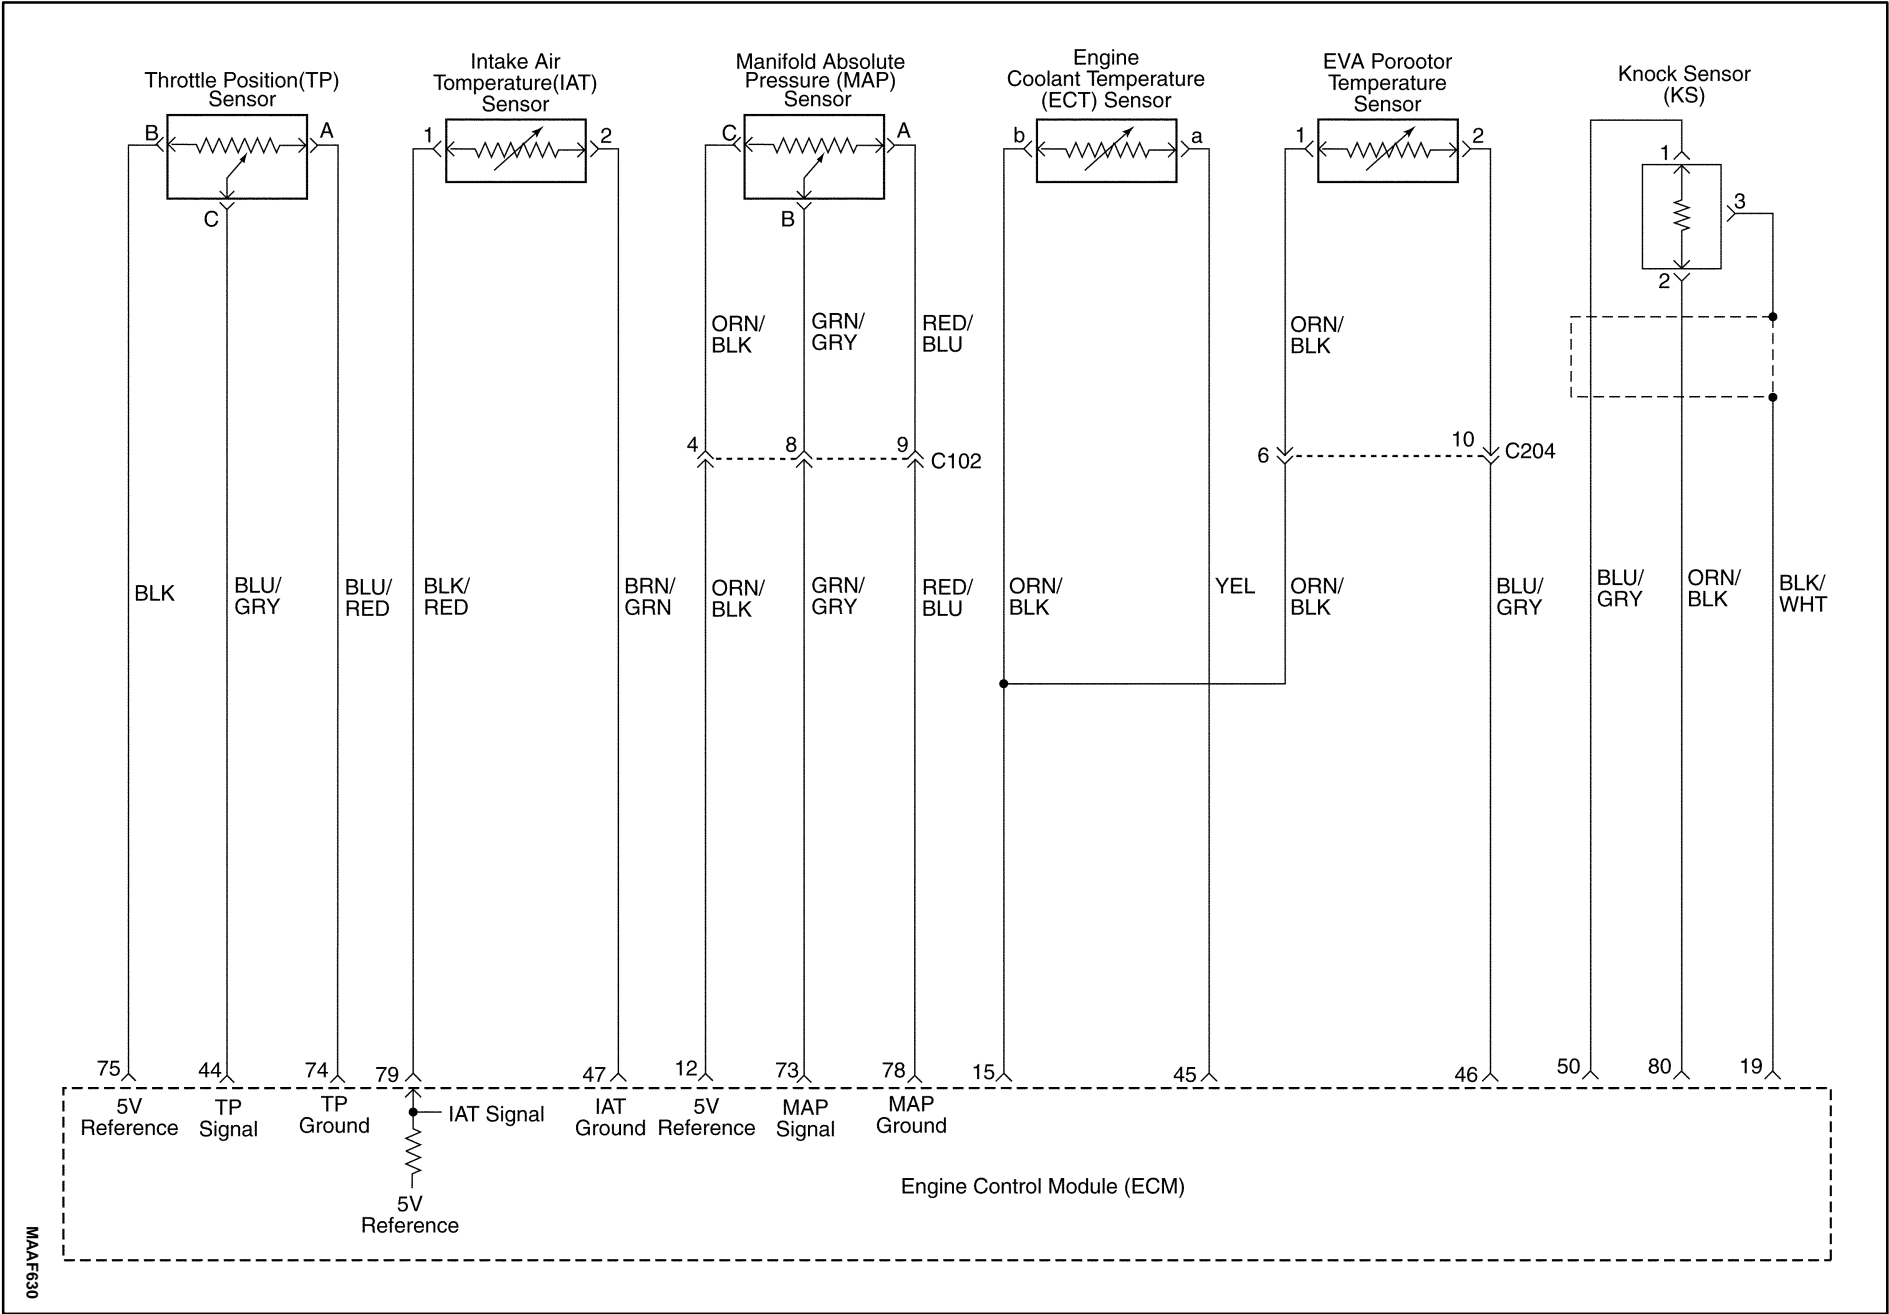 Throttle Position(TP)
Sensor
Intake Air
Tomperature(IAT)
Sensor
Manifold Absolute
Pressure (MAP)
Sensor
Engine
Coolant Temperature
(ECT) Sensor
EVA Porootor
Temperature
Sensor
Knock Sensor
(KS)
B
A
C
1
2
C
A
B
b
a
1
2
1
3
2
ORN/
BLK
GRN/
GRY
RED/
BLU
ORN/
BLK
4
8
9
C102
6
10
C204
BLK
BLU/
GRY
BLU/
RED
BLK/
RED
BRN/
GRN
ORN/
BLK
GRN/
GRY
RED/
BLU
ORN/
BLK
YEL
ORN/
BLK
BLU/
GRY
BLU/
GRY
ORN/
BLK
BLK/
WHT
75
44
74
79
47
12
73
78
15
45
46
50
80
19
5V
Reference
TP
Signal
TP
Ground
IAT Signal
5V
Reference
IAT
Ground
5V
Reference
MAP
Signal
MAP
Ground
Engine Control Module (ECM)
MAAF630